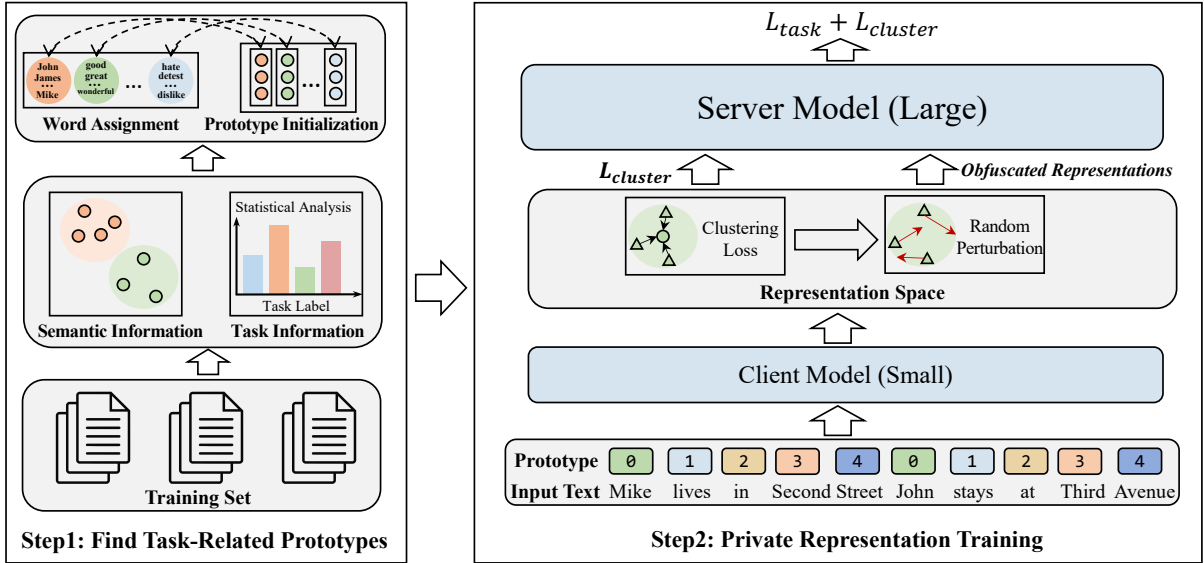 John
James
...
Mike
good
great
...
wonderful
...
hate
detest
...
dislike
...
Word Assignment
Prototype Initialization
Statistical Analysis
Task Label
Semantic Information
Task Information
Training Set
Step1: Find Task-Related Prototypes
L_task + L_cluster
Server Model (Large)
L_cluster
Obfuscated Representations
Clustering
Loss
Random
Perturbation
Representation Space
Client Model (Small)
Prototype 0 1 2 3 4 0 1 2 3 4
Input Text Mike lives in Second Street John stays at Third Avenue
Step2: Private Representation Training